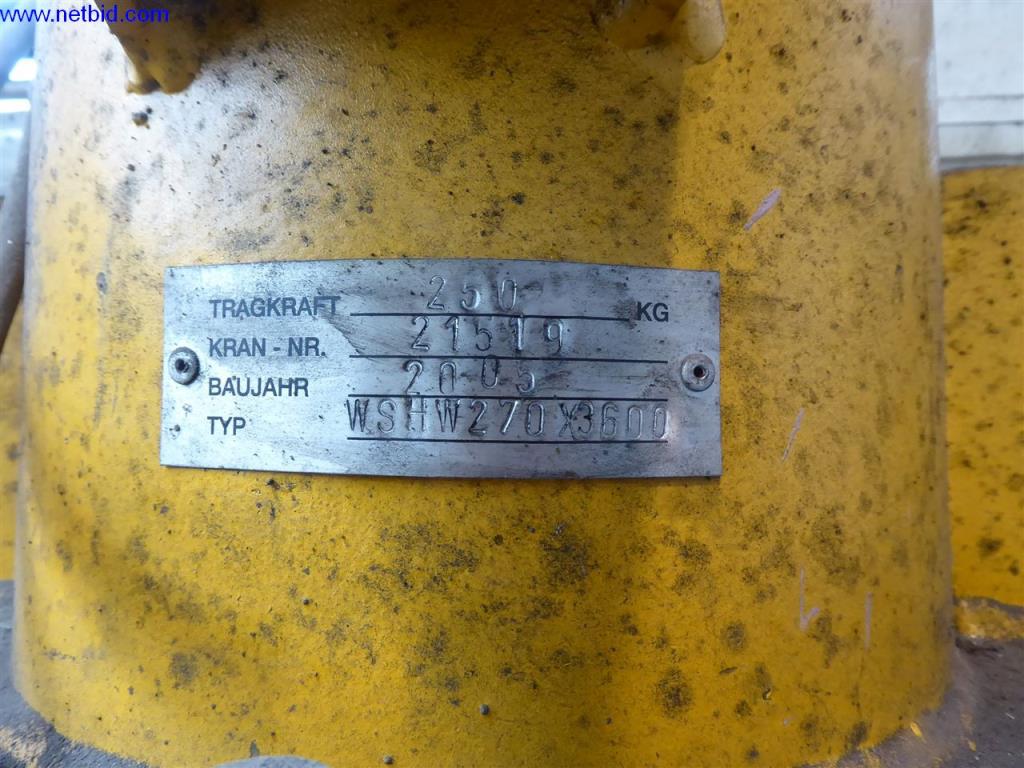 www.netbid.com
TRAGKRAFT 250 KG
KRAN - NR. 21519
BAUJAHR 2005
TYP WSHW270X3600